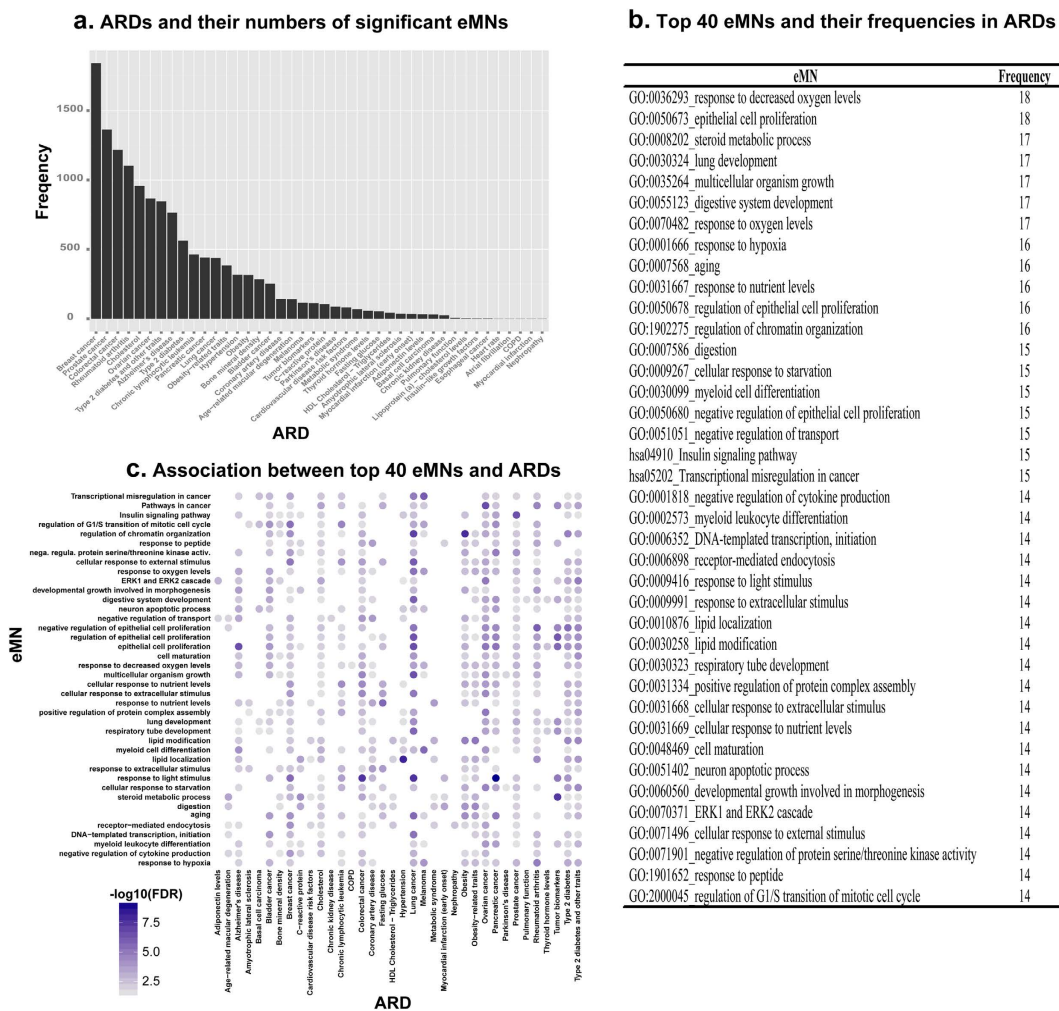 a. ARDs and their numbers of significant eMNs
Freqency
1500
1000
500
0
Breast cancer
Prostate cancer
Colorectal cancer
Rheumatoid arthritis
Cholesterol
Ovarian cancer
Type 2 diabetes and other traits
Alzheimer's disease
Type 2 diabetes
Chronic lymphocytic leukemia
Pancreatic cancer
Lung cancer
Obesity-related traits
Hypertension
Obesity
Bone mineral density
Bladder cancer
Coronary artery disease
Age-related macular degeneration
Melanoma
Tumor biomarkers
C-reactive protein
Parkinson's disease
Cardiovascular disease risk factors
Metabolic syndrome
Thyroid hormone levels
Fasting glucose
HDL Cholesterol - Triglycerides
Amyotrophic lateral sclerosis
Myocardial infarction (early onset)
Adiponectin levels
Basal cell carcinoma
Chronic kidney disease
Pulmonary function
Lipoprotein (a) - cholesterol levels
Insulin-like growth factors
Esophageal cancer
Heart rate
Atrial fibrillation
COPD
Myocardial infarction
Nephropathy
ARD
b. Top 40 eMNs and their frequencies in ARDs
eMN Frequency
GO:0036293_response to decreased oxygen levels 18
GO:0050673_epithelial cell proliferation 18
GO:0008202_steroid metabolic process 17
GO:0030324_lung development 17
GO:0035264_multicellular organism growth 17
GO:0055123_digestive system development 17
GO:0070482_response to oxygen levels 17
GO:0001666_response to hypoxia 16
GO:0007568_aging 16
GO:0031667_response to nutrient levels 16
GO:0050678_regulation of epithelial cell proliferation 16
GO:1902275_regulation of chromatin organization 16
GO:0007586_digestion 15
GO:0009267_cellular response to starvation 15
GO:0030099_myeloid cell differentiation 15
GO:0050680_negative regulation of epithelial cell proliferation 15
GO:0051051_negative regulation of transport 15
hsa04910_Insulin signaling pathway 15
hsa05202_Transcriptional misregulation in cancer 15
GO:0001818_negative regulation of cytokine production 14
GO:0002573_myeloid leukocyte differentiation 14
GO:0006352_DNA-templated transcription, initiation 14
GO:0006898_receptor-mediated endocytosis 14
GO:0009416_response to light stimulus 14
GO:0009991_response to extracellular stimulus 14
GO:0010876_lipid localization 14
GO:0030258_lipid modification 14
GO:0030323_respiratory tube development 14
GO:0031334_positive regulation of protein complex assembly 14
GO:0031668_cellular response to extracellular stimulus 14
GO:0031669_cellular response to nutrient levels 14
GO:0048469_cell maturation 14
GO:0051402_neuron apoptotic process 14
GO:0060560_developmental growth involved in morphogenesis 14
GO:0070371_ERK1 and ERK2 cascade 14
GO:0071496_cellular response to external stimulus 14
GO:0071901_negative regulation of protein serine/threonine kinase activity 14
GO:1901652_response to peptide 14
GO:2000045_regulation of G1/S transition of mitotic cell cycle 14
c. Association between top 40 eMNs and ARDs
eMN
Transcriptional misregulation in cancer
Pathways in cancer
Insulin signaling pathway
regulation of G1/S transition of mitotic cell cycle
regulation of chromatin organization
response to peptide
nega. regula. protein serine/threonine kinase activ.
cellular response to external stimulus
response to oxygen levels
ERK1 and ERK2 cascade
developmental growth involved in morphogenesis
digestive system development
neuron apoptotic process
negative regulation of transport
negative regulation of epithelial cell proliferation
regulation of epithelial cell proliferation
epithelial cell proliferation
cell maturation
response to decreased oxygen levels
multicellular organism growth
cellular response to nutrient levels
cellular response to extracellular stimulus
response to nutrient levels
positive regulation of protein complex assembly
lung development
respiratory tube development
lipid modification
myeloid cell differentiation
lipid localization
response to extracellular stimulus
response to light stimulus
cellular response to starvation
steroid metabolic process
digestion
aging
receptor-mediated endocytosis
DNA-templated transcription, initiation
myeloid leukocyte differentiation
negative regulation of cytokine production
response to hypoxia
-log10(FDR)
7.5
5.0
2.5
Adiponectin levels
Age-related macular degeneration
Alzheimer's disease
Amyotrophic lateral sclerosis
Basal cell carcinoma
Bladder cancer
Bone mineral density
Breast cancer
C-reactive protein
Cardiovascular disease risk factors
Cholesterol
Chronic kidney disease
Chronic lymphocytic leukemia
COPD
Colorectal cancer
Coronary artery disease
Fasting glucose
HDL Cholesterol - Triglycerides
Hypertension
Lung cancer
Melanoma
Metabolic syndrome
Myocardial infarction (early onset)
Nephropathy
Obesity
Obesity-related traits
Ovarian cancer
Pancreatic cancer
Parkinson's disease
Prostate cancer
Pulmonary function
Rheumatoid arthritis
Thyroid hormone levels
Tumor biomarkers
Type 2 diabetes
Type 2 diabetes and other traits
ARD